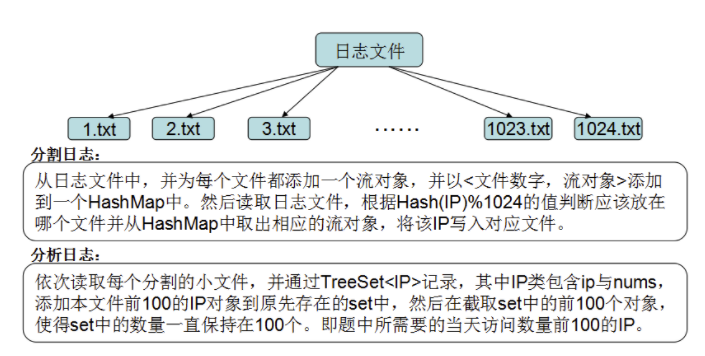 日志文件
1.txt 2.txt 3.txt ...... 1023.txt 1024.txt
分割日志：
从日志文件中，并为每个文件都添加一个流对象，并以<文件数字，流对象>添加
到一个HashMap中。然后读取日志文件，根据Hash(IP)%1024的值判断应该放在
哪个文件并从HashMap中取出相应的流对象，将该IP写入对应文件。
分析日志：
依次读取每个分割的小文件，并通过TreeSet<IP>记录，其中IP类包含ip与nums，
添加本文件前100的IP对象到原先存在的set中，然后在截取set中的前100个对象，
使得set中的数量一直保持在100个。即题中所需要的当天访问数量前100的IP。